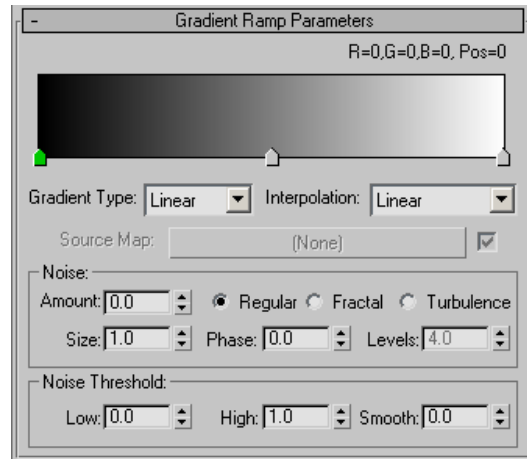 - Gradient Ramp Parameters
R=0,G=0,B=0, Pos=0
Gradient Type: Linear Interpolation: Linear
Source Map: (None)
Noise:
Amount: 0.0 Regular Fractal Turbulence
Size: 1.0 Phase: 0.0 Levels: 4.0
Noise Threshold:
Low: 0.0 High: 1.0 Smooth: 0.0